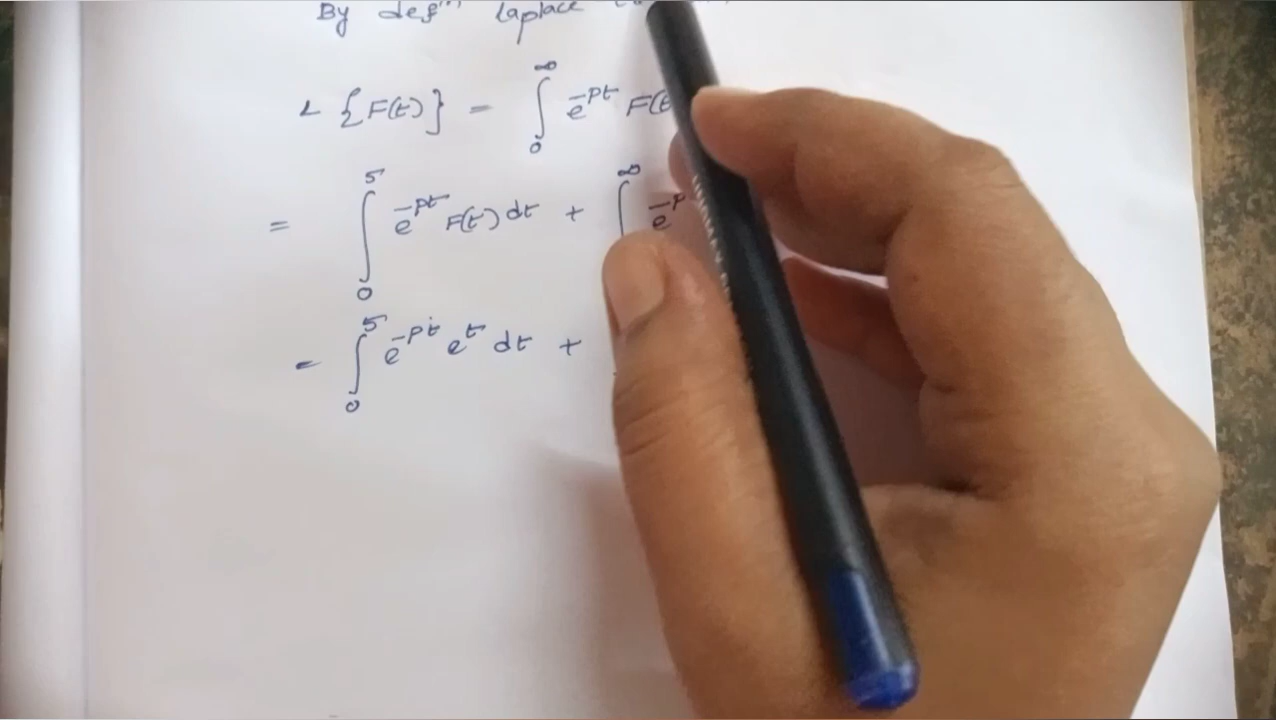 By defⁿ Laplace
L {F(t)} = ∫₀^∞ e^{-pt} F(t
= ∫₀^5 e^{-pt} F(t) dt + ∫^∞ e^{-p
= ∫₀^5 e^{-pt} e^t dt +